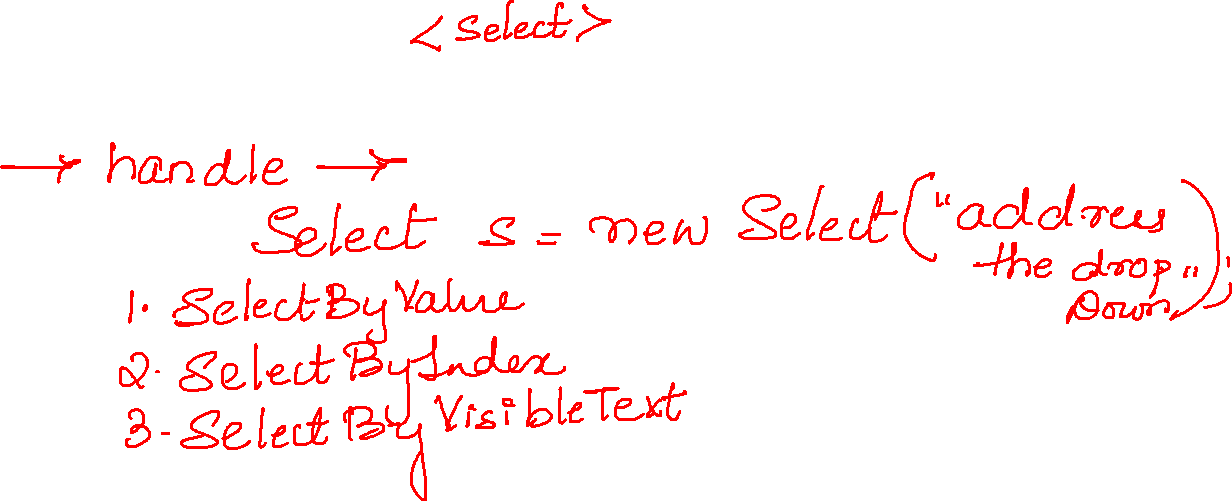 <Select>
→ handle →
Select s = new Select("address
the drop
Down");
1. SelectByValue
2. SelectByIndex
3. SelectByVisibleText